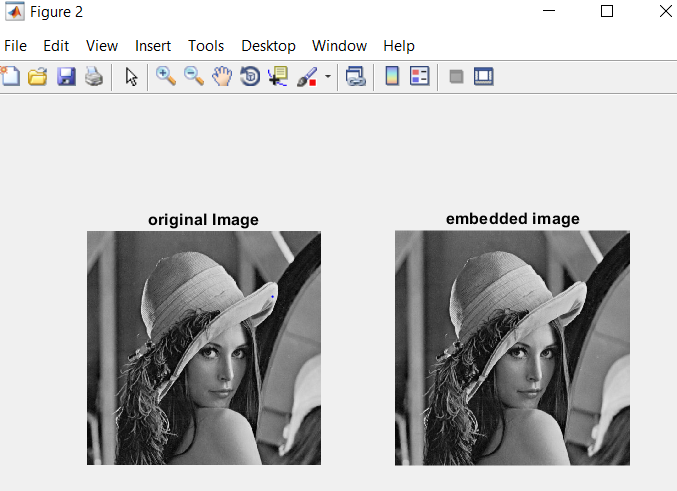 Figure 2
File Edit View Insert Tools Desktop Window Help
original Image
embedded image